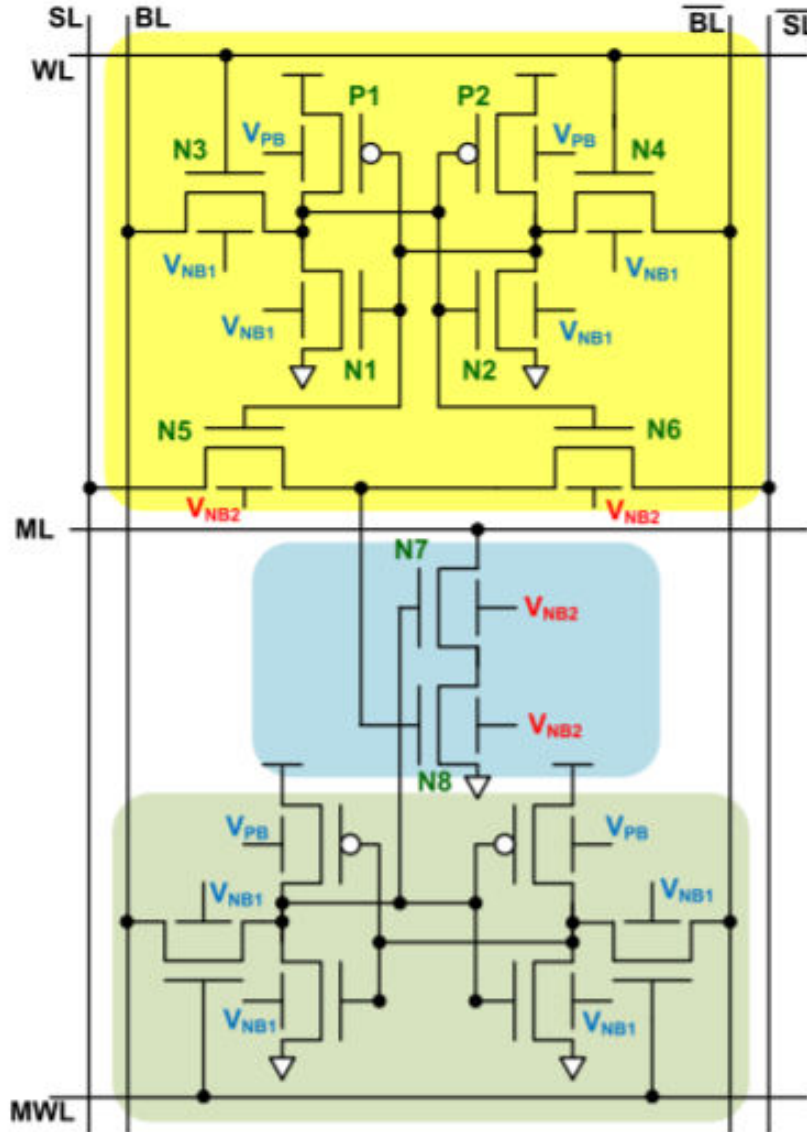 SL BL BL SL
WL
P1 P2
VPB VPB
N3 N4
VNB1 VNB1
VNB1 VNB1
N1 N2
N5 N6
VNB2 VNB2
ML
N7
VNB2
VNB2
N8
VPB VPB
VNB1 VNB1
VNB1 VNB1
MWL